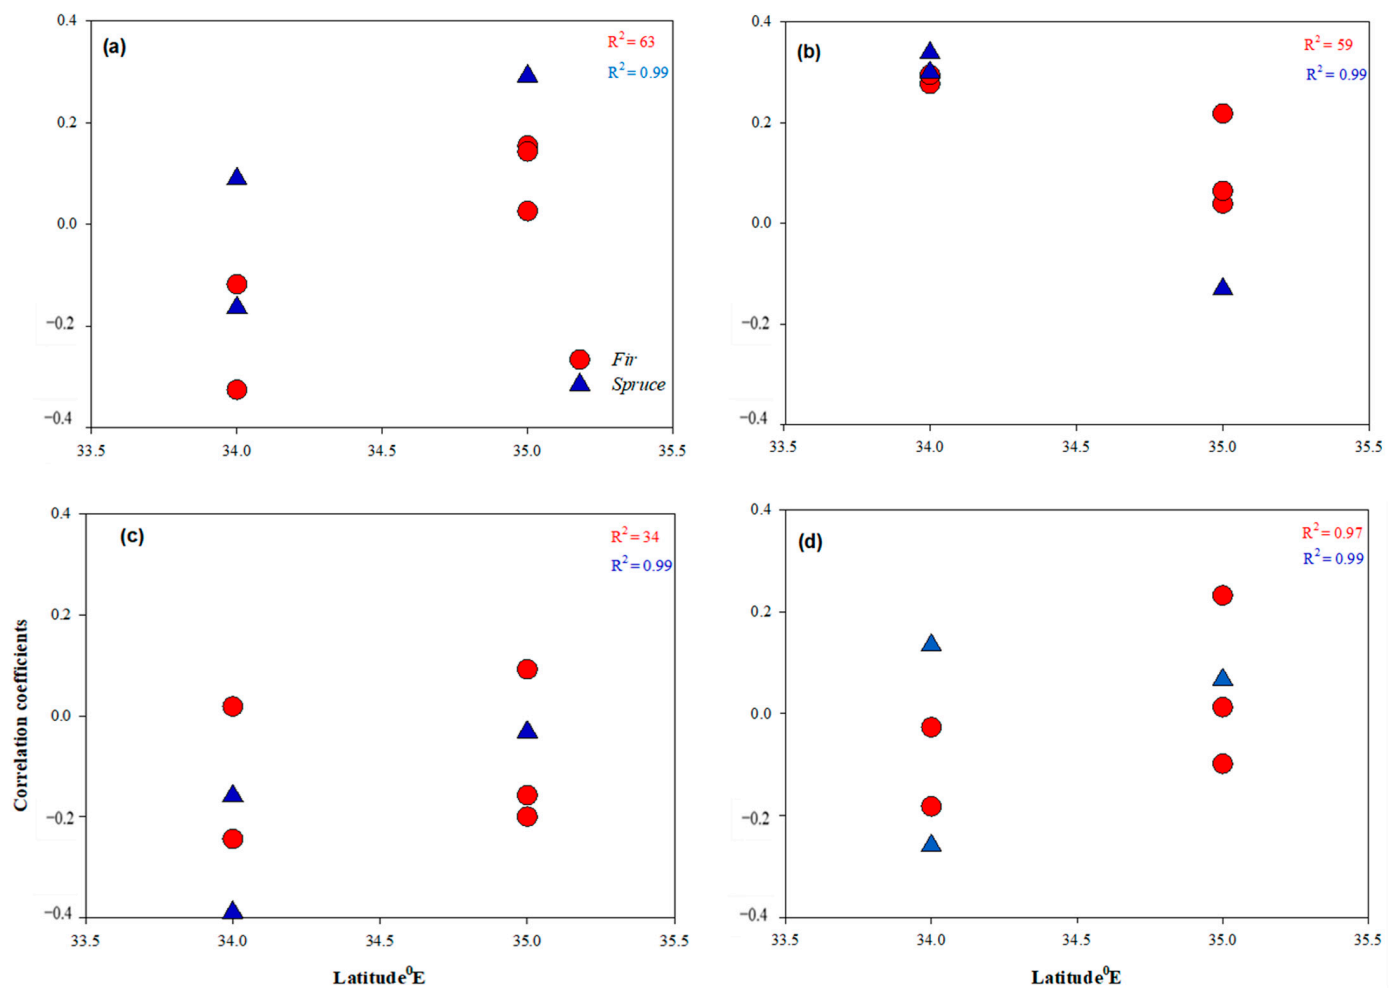 0.4
(a)
R² = 63
R² = 0.99
0.2
0.0
−0.2
Fir
Spruce
−0.4
33.5 34.0 34.5 35.0 35.5
0.4
(b)
R² = 59
R² = 0.99
0.2
0.0
−0.2
−0.4
33.5 34.0 34.5 35.0 35.5
Correlation coefficients
0.4
(c)
R² = 34
R² = 0.99
0.2
0.0
−0.2
−0.4
33.5 34.0 34.5 35.0 35.5
Latitude⁰E
0.4
(d)
R² = 0.97
R² = 0.99
0.2
0.0
−0.2
−0.4
33.5 34.0 34.5 35.0 35.5
Latitude⁰E